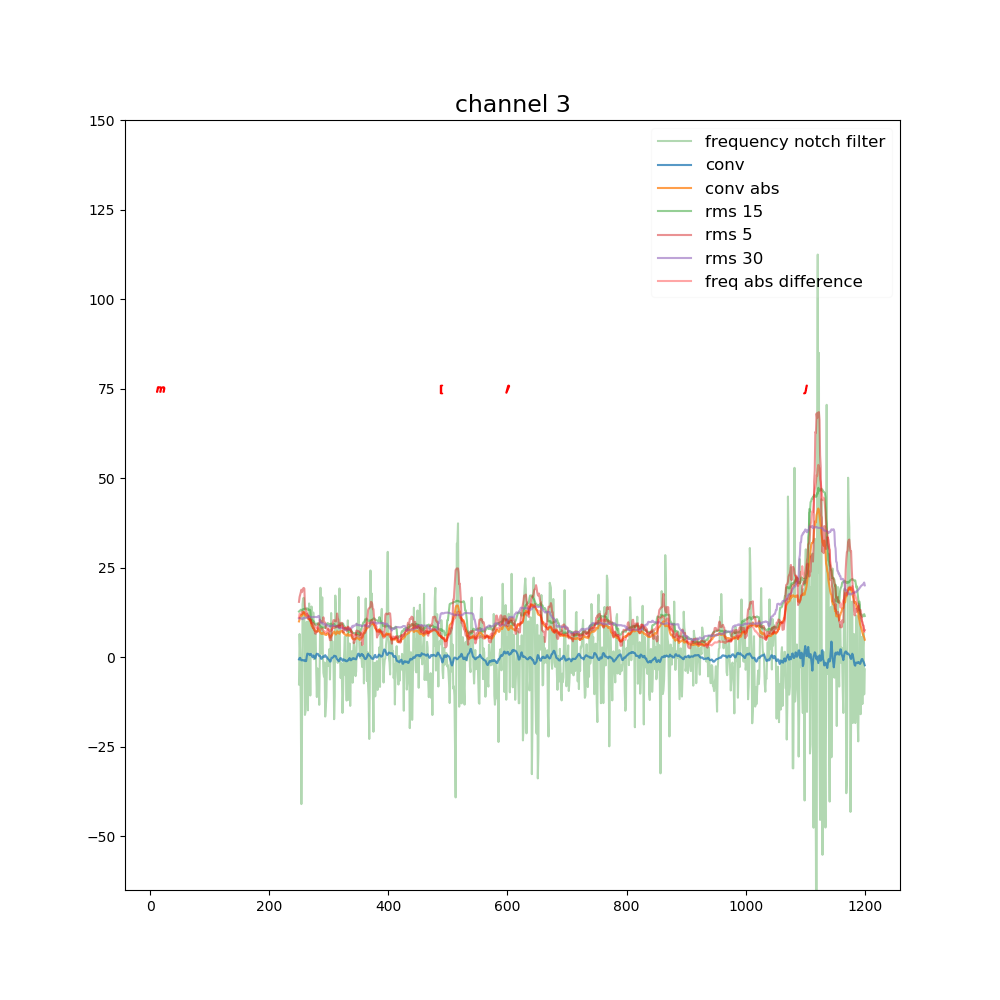 channel 3
150
125
100
75
50
25
0
−25
−50
frequency notch filter
conv
conv abs
rms 15
rms 5
rms 30
freq abs difference
m
[
/
J
0
200
400
600
800
1000
1200